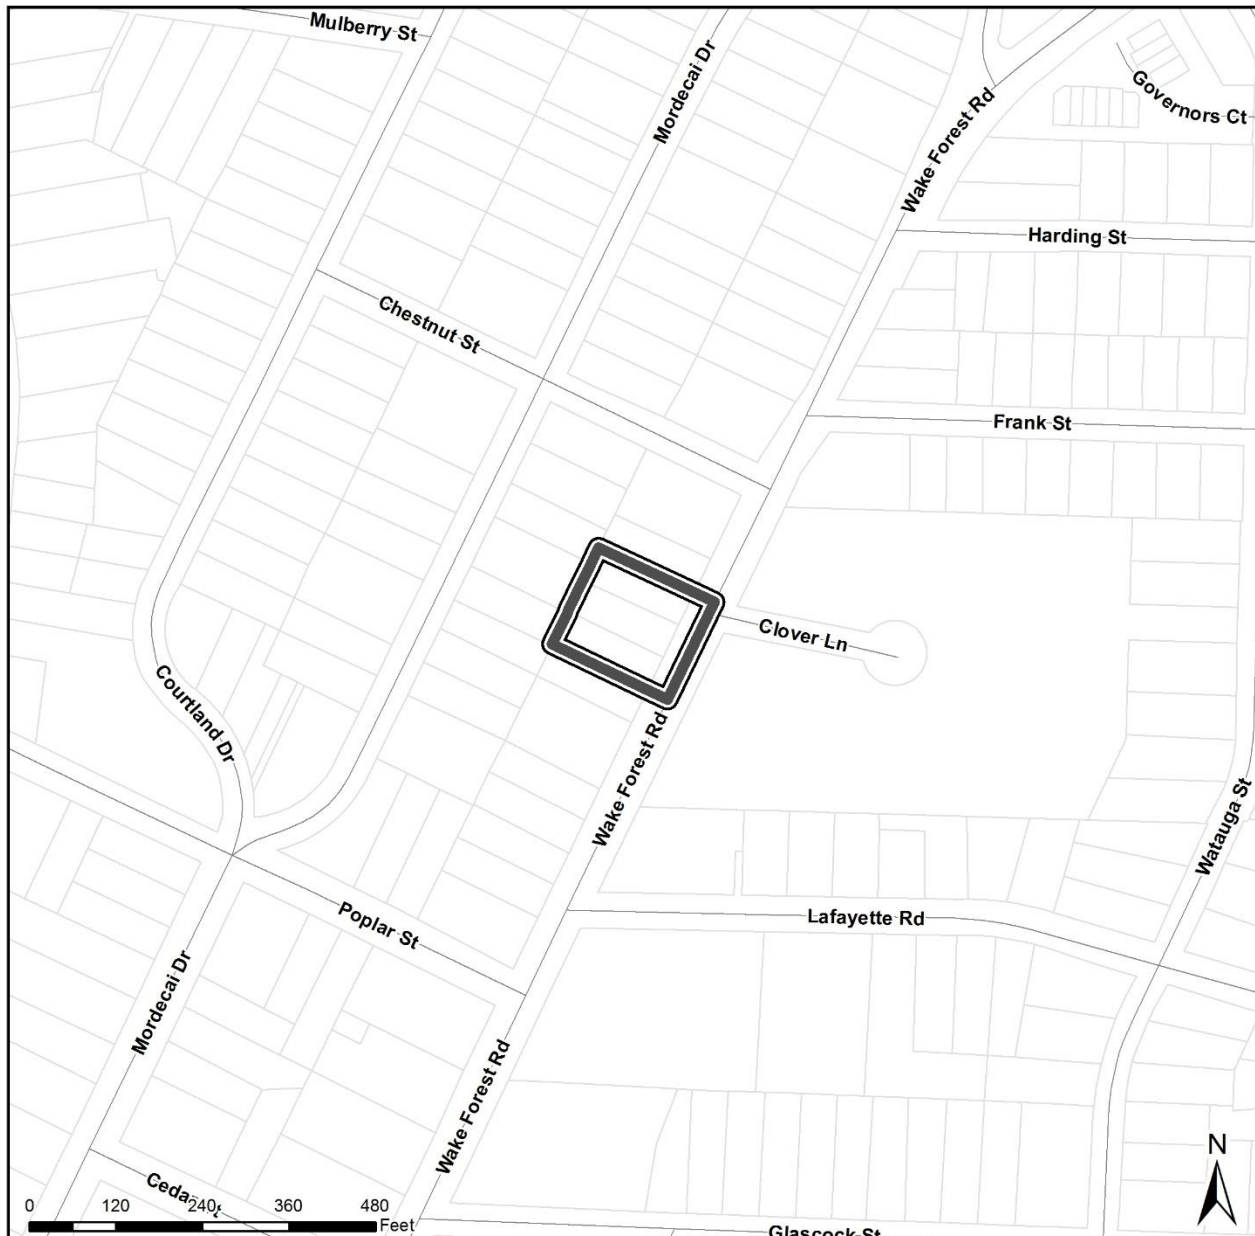 Mulberry St
Mordecai Dr
Governors Ct
Wake Forest Rd
Harding St
Chestnut St
Frank St
Clover Ln
Courtland Dr
Wake Forest Rd
Watauga St
Poplar St
Lafayette Rd
Mordecai Dr
Wake Forest Rd
N
0 120 240 360 480
Feet
Glascock St